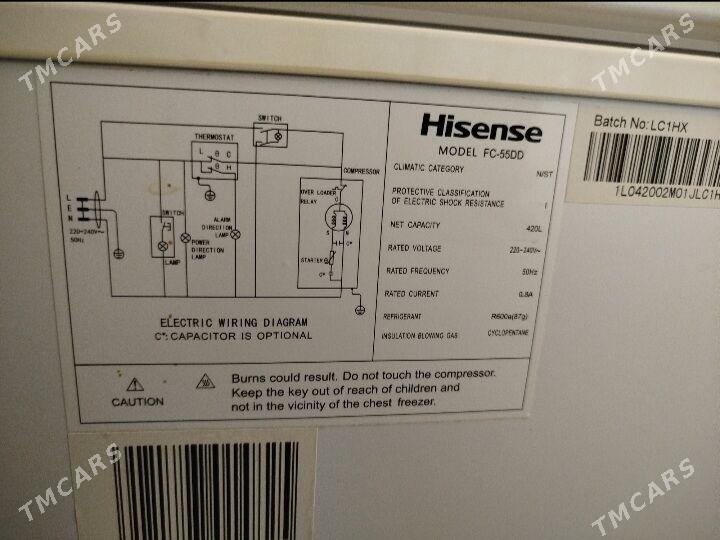 TMCARS
TMCARS
SWITCH
THERMOSTAT
L θ C
θ H
COMPRESSOR
OVER LOADER
RELAY
L
E
N
220-240V~
50Hz
SWITCH
LAMP
POWER
DIRECTION
LAMP
ALARM
DIRECTION
LAMP
S
C*
STARTER
C*
ELECTRIC WIRING DIAGRAM
C*: CAPACITOR IS OPTIONAL
Hisense
MODEL FC-55DD
CLIMATIC CATEGORY N/ST
PROTECTIVE CLASSIFICATION
OF ELECTRIC SHOCK RESISTANCE I
NET CAPACITY 420L
RATED VOLTAGE 220-240V~
RATED FREQUENCY 50Hz
RATED CURRENT 0.8A
REFRIGERANT R600a(87g)
INSULATION BLOWING GAS CYCLOPENTANE
CAUTION
Burns could result. Do not touch the compressor.
Keep the key out of reach of children and
not in the vicinity of the chest freezer.
Batch No: LC1HX
1L042002M01JLC1H
TMCARS
TMCARS